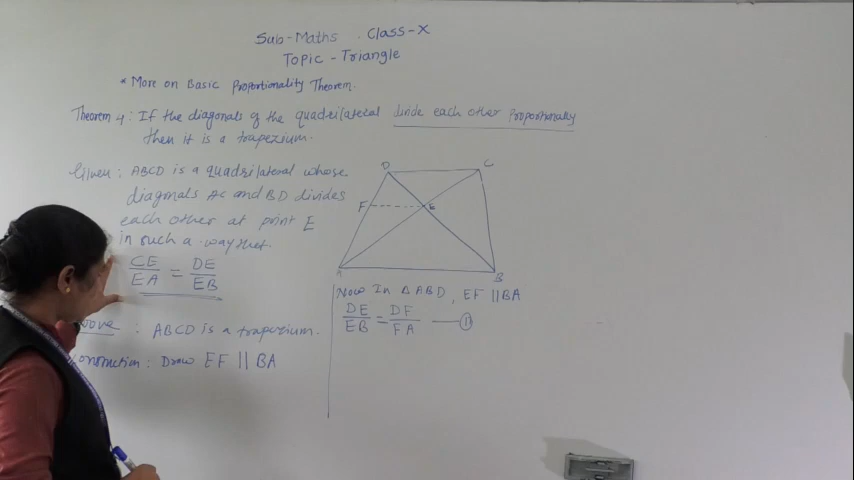 Sub-Maths . Class-X
Topic - Triangle
* More on Basic Proportionality Theorem.
Theorem 4: If the diagonals of the quadrilateral divide each other proportionally
then it is a trapezium.
Given: ABCD is a quadrilateral whose
diagonals AC and BD divides
each other at point E
in such a way that
CE/EA = DE/EB
: ABCD is a trapezium.
: Draw EF || BA
D C
F E
A B
Now In Δ ABD, EF || BA
DE/EB = DF/FA — II